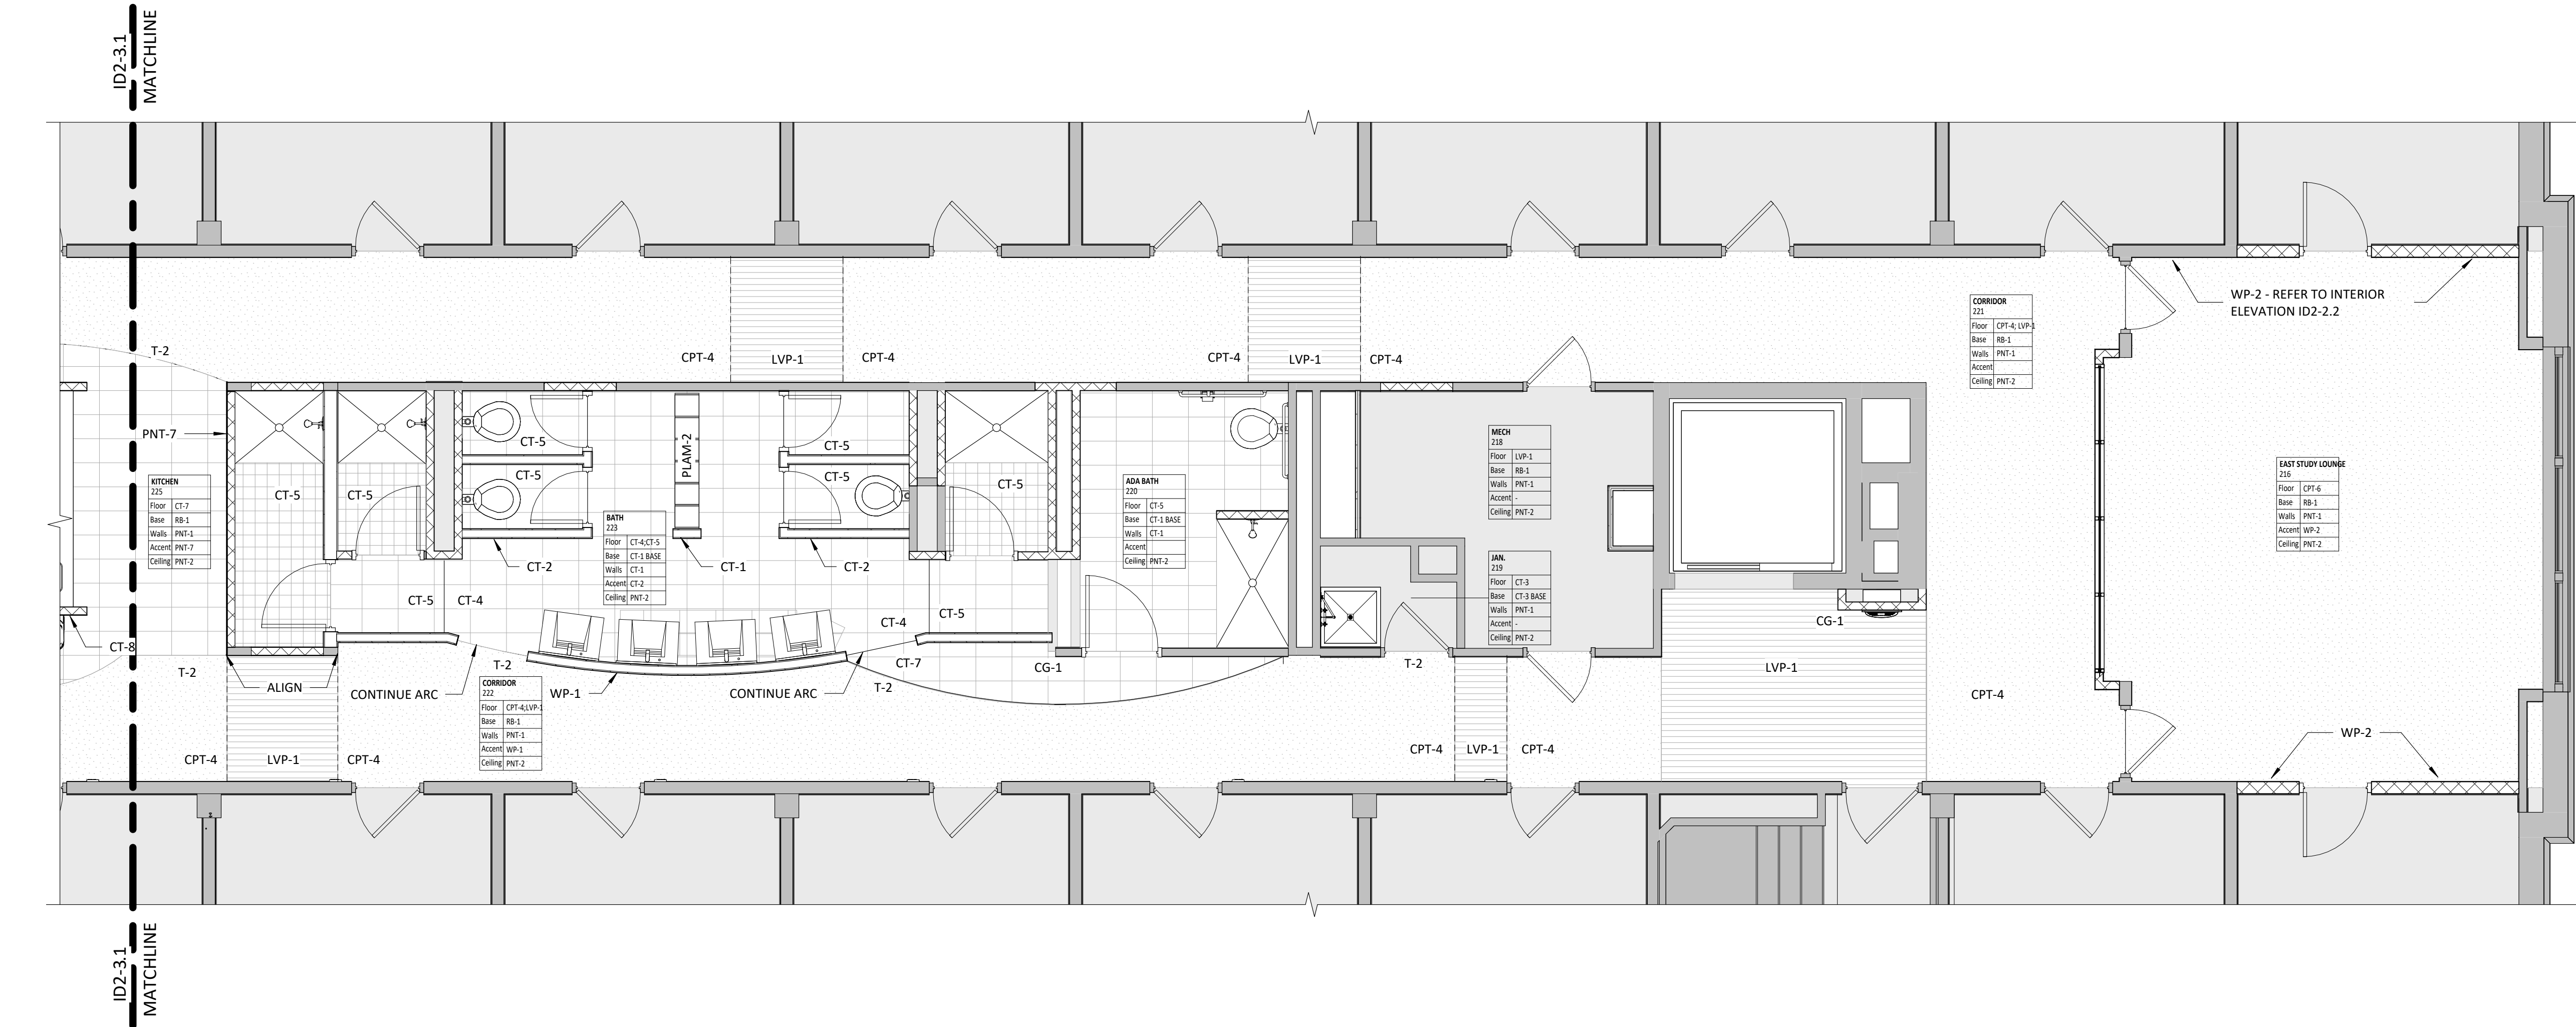 ID2-3.1
MATCHLINE
WP-2 - REFER TO INTERIOR
ELEVATION ID2-2.2
CORRIDOR
221
Floor CPT-4; LVP-1
Base RB-1
Walls PNT-1
Accent
Ceiling PNT-2
T-2
CPT-4
LVP-1
CPT-4
CPT-4
LVP-1
CPT-4
PNT-7
KITCHEN
225
Floor CT-7
Base RB-1
Walls PNT-1
Accent PNT-7
Ceiling PNT-2
CT-5
CT-5
CT-5
CT-5
PLAM-2
CT-5
CT-5
CT-5
BATH
223
Floor CT-4;CT-5
Base CT-1 BASE
Walls CT-1
Accent CT-2
Ceiling PNT-2
ADA BATH
220
Floor CT-5
Base CT-1 BASE
Walls CT-1
Accent
Ceiling PNT-2
MECH
218
Floor LVP-1
Base RB-1
Walls PNT-1
Accent -
Ceiling PNT-2
EAST STUDY LOUNGE
216
Floor CPT-6
Base RB-1
Walls PNT-1
Accent WP-2
Ceiling PNT-2
CT-2
CT-1
CT-2
JAN.
219
Floor CT-3
Base CT-3 BASE
Walls PNT-1
Accent -
Ceiling PNT-2
CT-5
CT-4
CT-4
CT-5
CG-1
CT-8
T-2
ALIGN
CONTINUE ARC
T-2
WP-1
CONTINUE ARC
CT-7
T-2
CG-1
T-2
LVP-1
CPT-4
CORRIDOR
222
Floor CPT-4;LVP-1
Base RB-1
Walls PNT-1
Accent WP-1
Ceiling PNT-2
CPT-4
LVP-1
CPT-4
CPT-4
LVP-1
CPT-4
WP-2
ID2-3.1
MATCHLINE